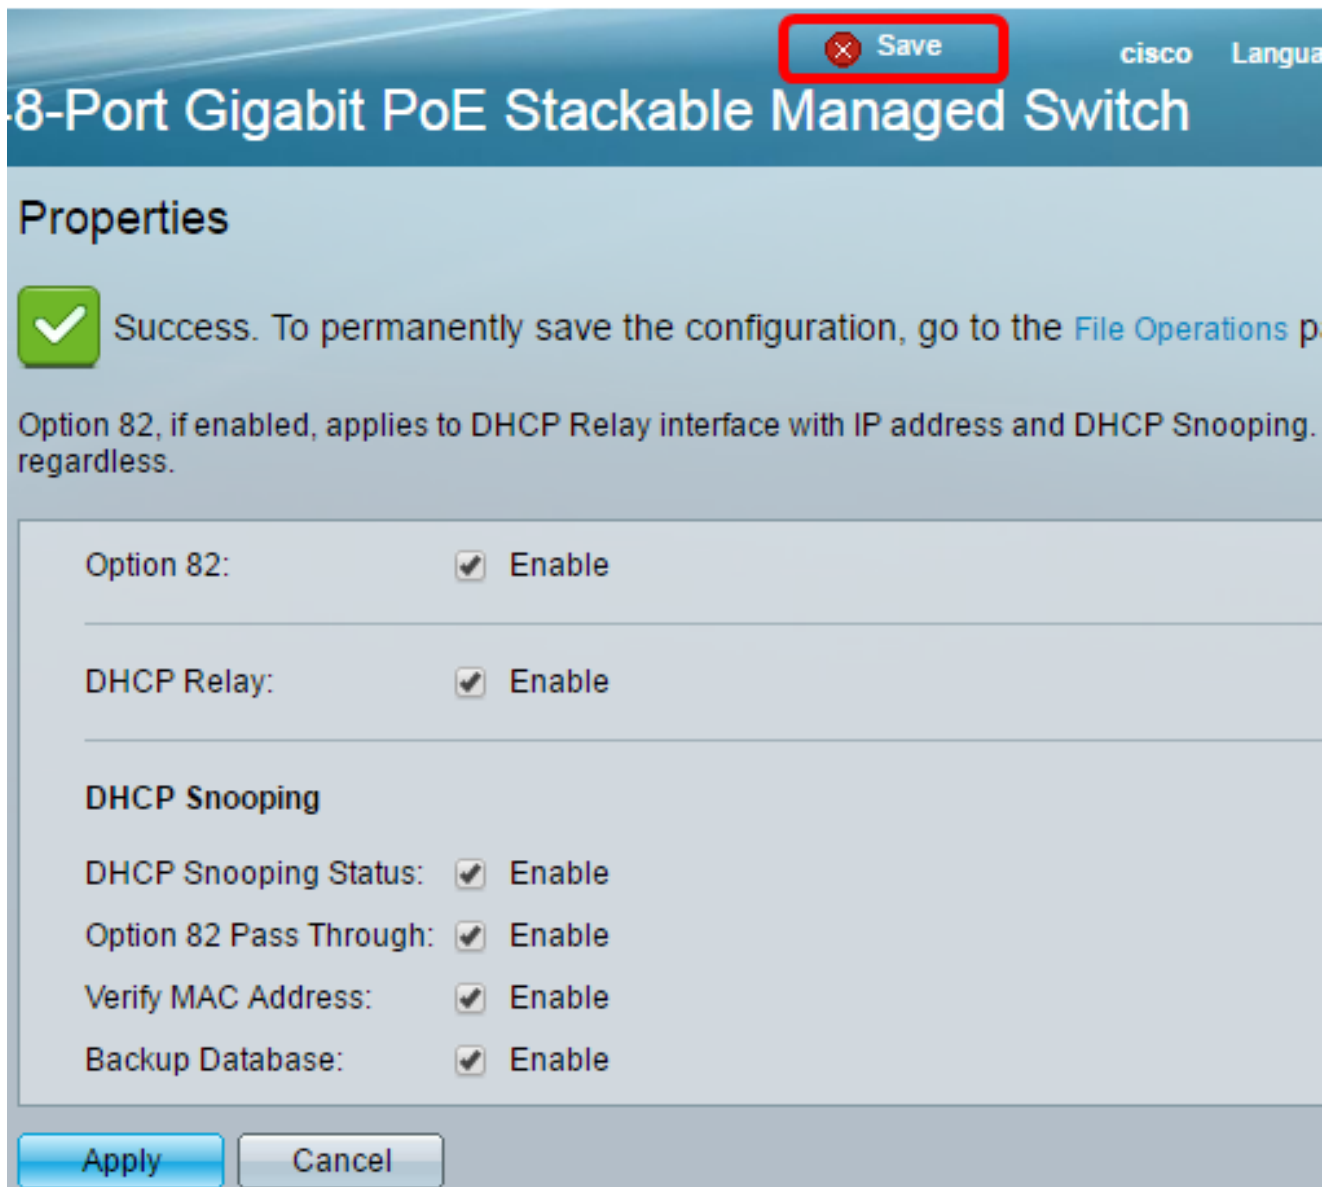 Save
cisco
-8-Port Gigabit PoE Stackable Managed Switch
Properties
Success. To permanently save the configuration, go to the File Operations
Option 82, if enabled, applies to DHCP Relay interface with IP address and DHCP Snooping.
regardless.
Option 82: Enable
DHCP Relay: Enable
DHCP Snooping
DHCP Snooping Status: Enable
Option 82 Pass Through: Enable
Verify MAC Address: Enable
Backup Database: Enable
Apply Cancel